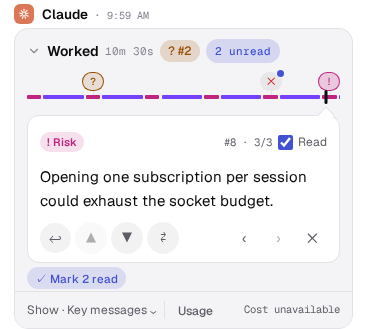 Claude · 9:59 AM
Worked 10m 30s ? #2 2 unread
? ✕ !
! Risk #8 · 3/3 Read
Opening one subscription per session
could exhaust the socket budget.
✓ Mark 2 read
Show · Key messages Usage Cost unavailable